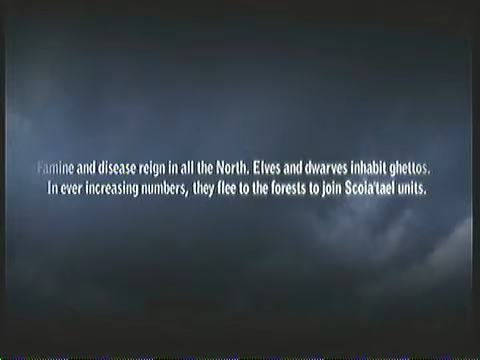 Famine and disease reign in all the North. Elves and dwarves inhabit ghettos.
In ever increasing numbers, they flee to the forests to join Scoia'tael units.